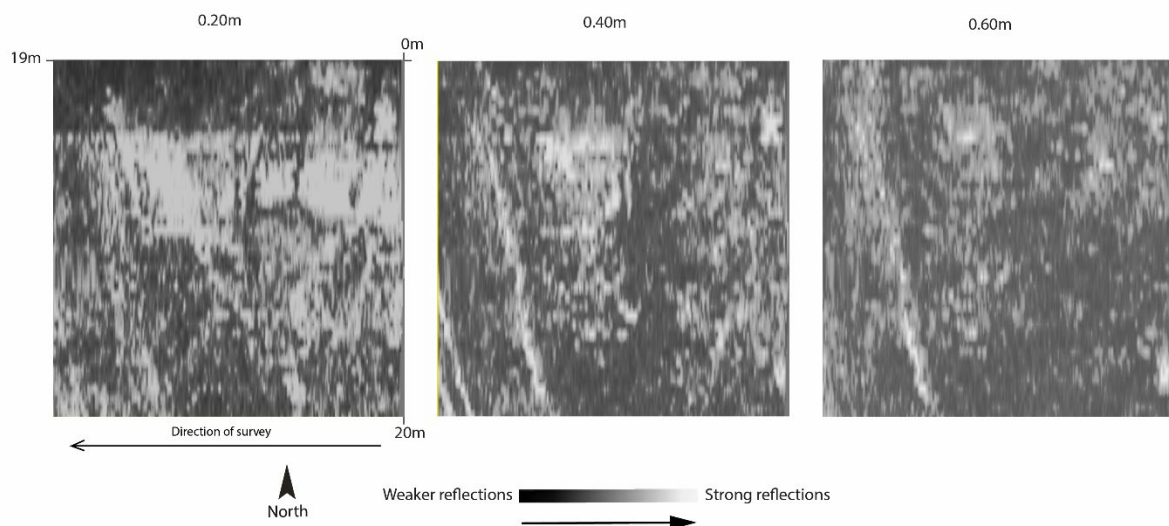 0.20m
0.40m
0.60m
19m
0m
20m
Direction of survey
North
Weaker reflections
Strong reflections